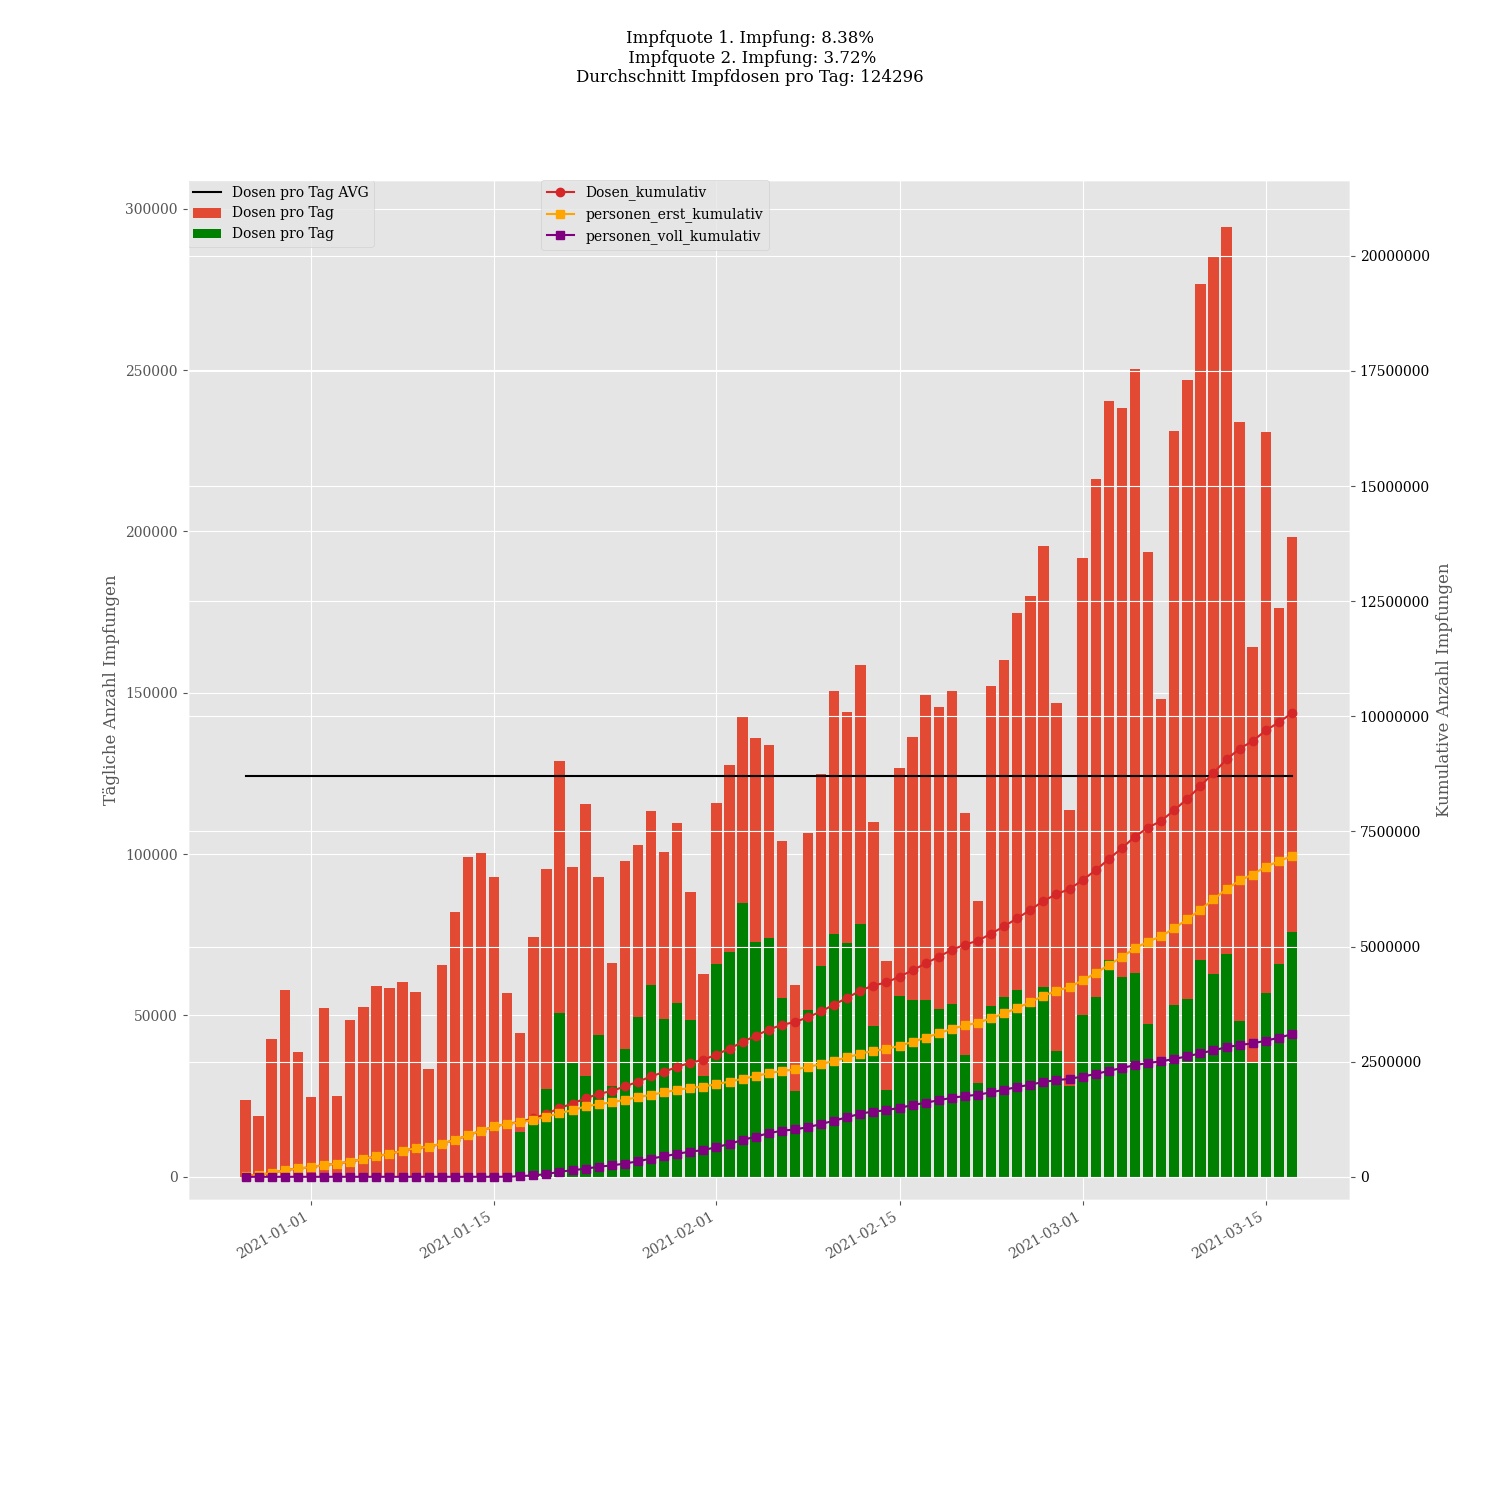 Impfquote 1. Impfung: 8.38%
Impfquote 2. Impfung: 3.72%
Durchschnitt Impfdosen pro Tag: 124296
Dosen pro Tag AVG
Dosen pro Tag
Dosen pro Tag
Dosen_kumulativ
personen_erst_kumulativ
personen_voll_kumulativ
Tägliche Anzahl Impfungen
300000
250000
200000
150000
100000
50000
0
20000000
17500000
15000000
12500000
10000000
7500000
5000000
2500000
0
Kumulative Anzahl Impfungen
2021-01-01
2021-01-15
2021-02-01
2021-02-15
2021-03-01
2021-03-15